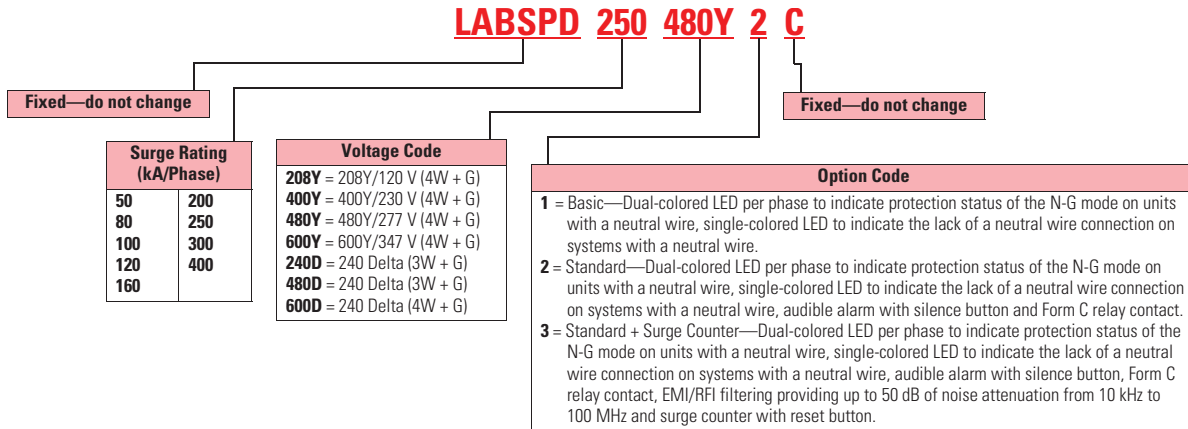 LABSPD 250 480Y 2 C
Fixed—do not change
Fixed—do not change
Surge Rating
(kA/Phase)
50 200
80 250
100 300
120 400
160
Voltage Code
208Y = 208Y/120 V (4W + G)
400Y = 400Y/230 V (4W + G)
480Y = 480Y/277 V (4W + G)
600Y = 600Y/347 V (4W + G)
240D = 240 Delta (3W + G)
480D = 240 Delta (3W + G)
600D = 240 Delta (4W + G)
Option Code
1 = Basic—Dual-colored LED per phase to indicate protection status of the N-G mode on units
with a neutral wire, single-colored LED to indicate the lack of a neutral wire connection on
systems with a neutral wire.
2 = Standard—Dual-colored LED per phase to indicate protection status of the N-G mode on
units with a neutral wire, single-colored LED to indicate the lack of a neutral wire connection
on systems with a neutral wire, audible alarm with silence button and Form C relay contact.
3 = Standard + Surge Counter—Dual-colored LED per phase to indicate protection status of the
N-G mode on units with a neutral wire, single-colored LED to indicate the lack of a neutral
wire connection on systems with a neutral wire, audible alarm with silence button, Form C
relay contact, EMI/RFI filtering providing up to 50 dB of noise attenuation from 10 kHz to
100 MHz and surge counter with reset button.